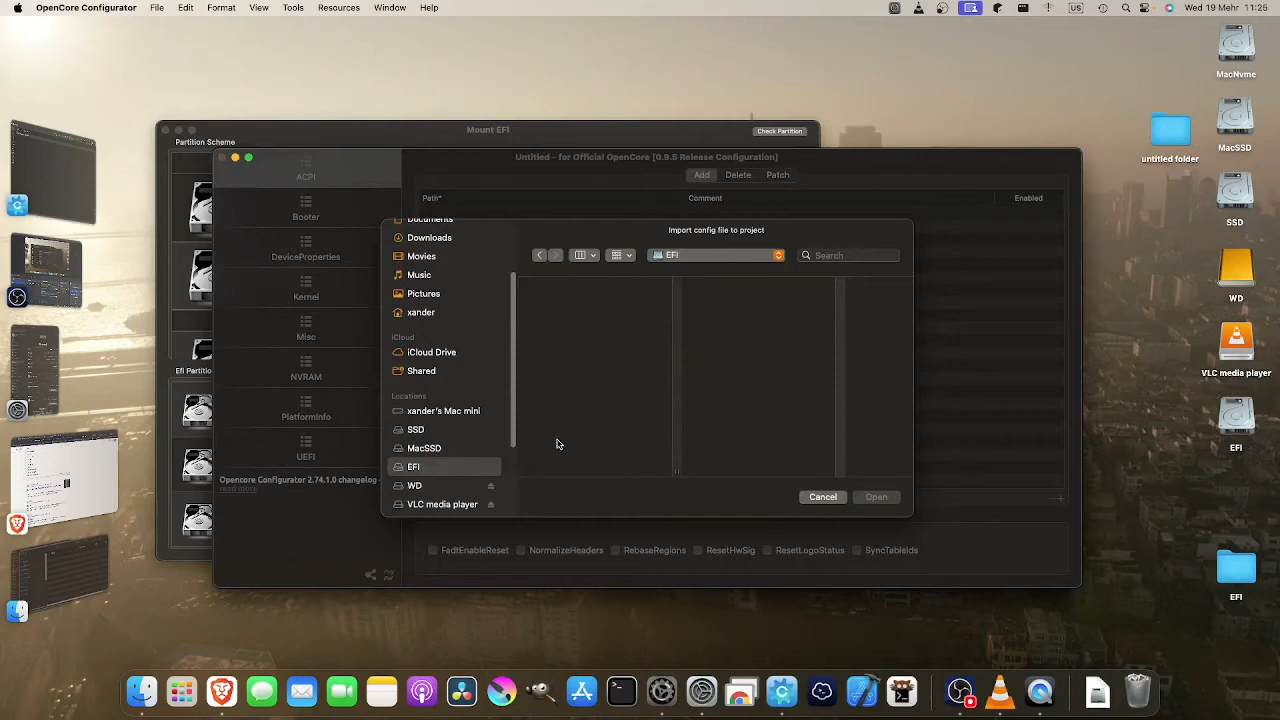 OpenCore Configurator File Edit Format View Tools Resources Window Help
US Wed 19 Mehr 11:25
MacNvme
MacSSD
untitled folder
SSD
WD
VLC media player
EFI
EFI
Mount EFI
Check Partition
Partition Scheme
Efi Partition
Untitled - for Official OpenCore [0.9.5 Release Configuration]
ACPI
Booter
DeviceProperties
Kernel
Misc
NVRAM
PlatformInfo
UEFI
Opencore Configurator 2.74.1.0 changelog -
read more
Add Delete Patch
Path* Comment Enabled
Import config file to project
EFI
Search
Documents
Downloads
Movies
Music
Pictures
xander
iCloud
iCloud Drive
Shared
Locations
xander's Mac mini
SSD
MacSSD
EFI
WD
VLC media player
Cancel Open
FadtEnableReset NormalizeHeaders RebaseRegions ResetHwSig ResetLogoStatus SyncTableIds